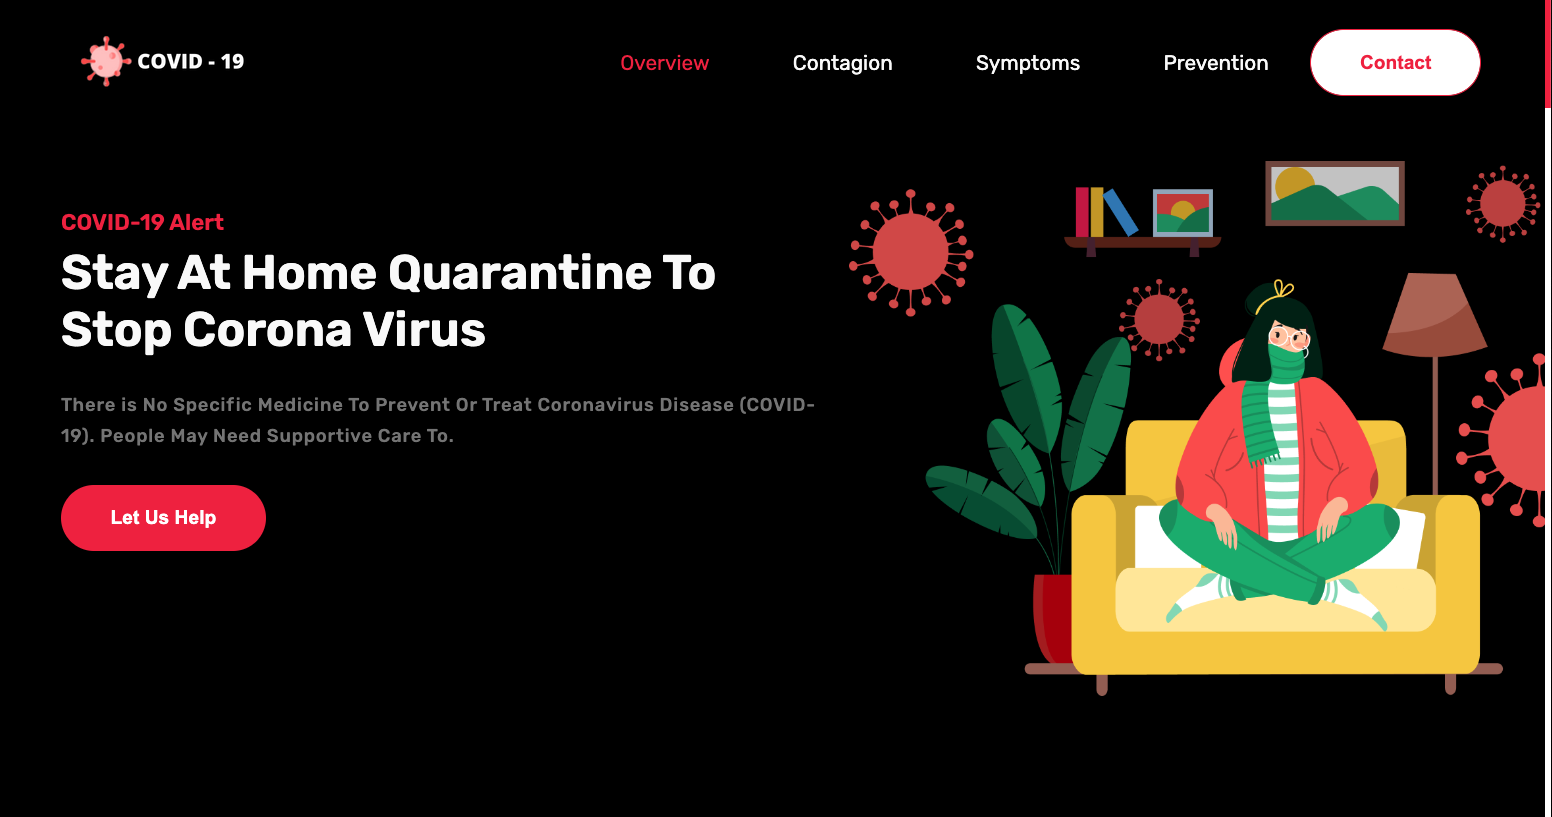 COVID - 19
Overview
Contagion
Symptoms
Prevention
Contact
COVID-19 Alert
Stay At Home Quarantine To
Stop Corona Virus
There is No Specific Medicine To Prevent Or Treat Coronavirus Disease (COVID-
19). People May Need Supportive Care To.
Let Us Help